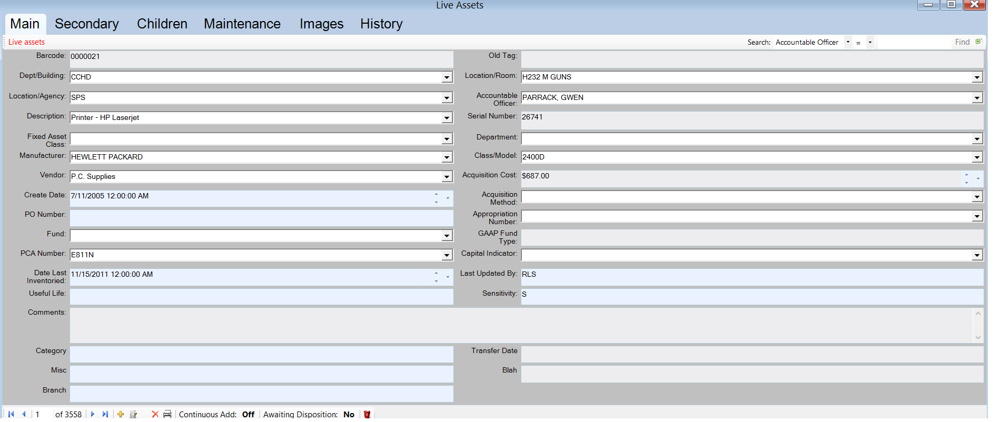 Live Assets
Main Secondary Children Maintenance Images History
Live assets Search: Accountable Officer = Find
Barcode: 0000021 Old Tag:
Dept/Building: CCHD Location/Room: H232 M GUNS
Location/Agency: SPS Accountable Officer: PARRACK, GWEN
Description: Printer - HP Laserjet Serial Number: 26741
Fixed Asset Class: Department:
Manufacturer: HEWLETT PACKARD Class/Model: 2400D
Vendor: P.C. Supplies Acquisition Cost: $687.00
Create Date: 7/11/2005 12:00:00 AM Acquisition Method:
PO Number: Appropriation Number:
Fund: GAAP Fund Type:
PCA Number: E811N Capital Indicator:
Date Last Inventoried: 11/15/2011 12:00:00 AM Last Updated By: RLS
Useful Life: Sensitivity: S
Comments:
Category Transfer Date
Misc Blah
Branch
1 of 3558 Continuous Add: Off Awaiting Disposition: No